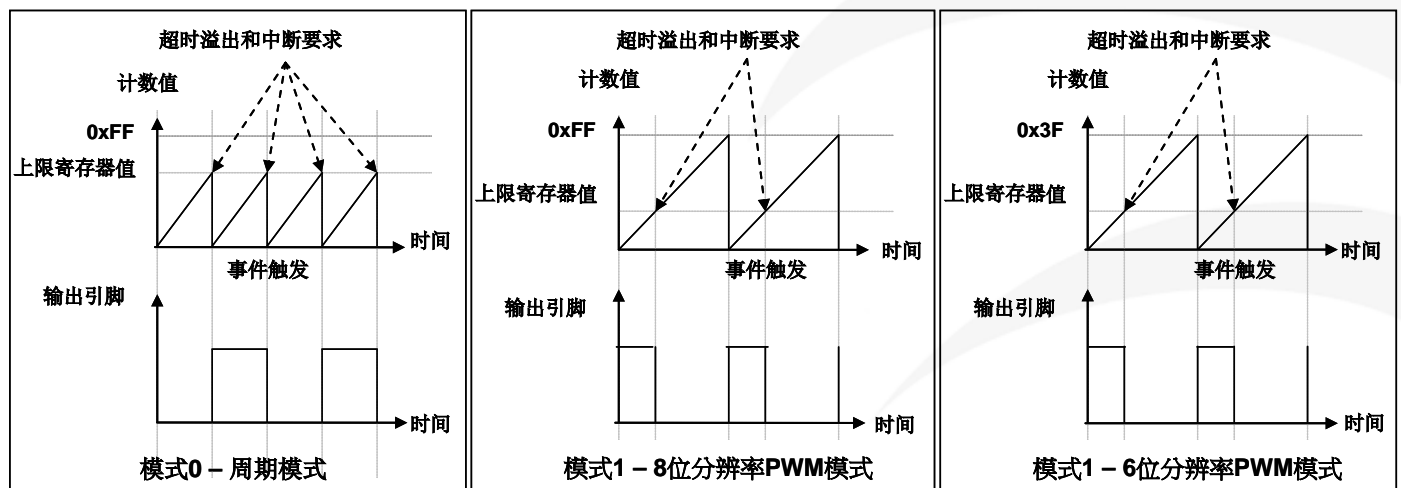 超时溢出和中断要求
计数值
0xFF
上限寄存器值
时间
事件触发
输出引脚
时间
模式0 – 周期模式
超时溢出和中断要求
计数值
0xFF
上限寄存器值
时间
事件触发
输出引脚
时间
模式1 – 8位分辨率PWM模式
超时溢出和中断要求
计数值
0x3F
上限寄存器值
时间
事件触发
输出引脚
时间
模式1 – 6位分辨率PWM模式